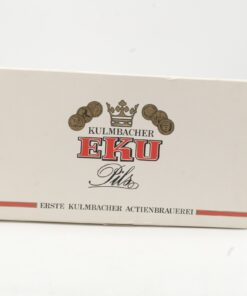 KULMBACHER
EKU
Pils
ERSTE KULMBACHER ACTIENBRAUEREI